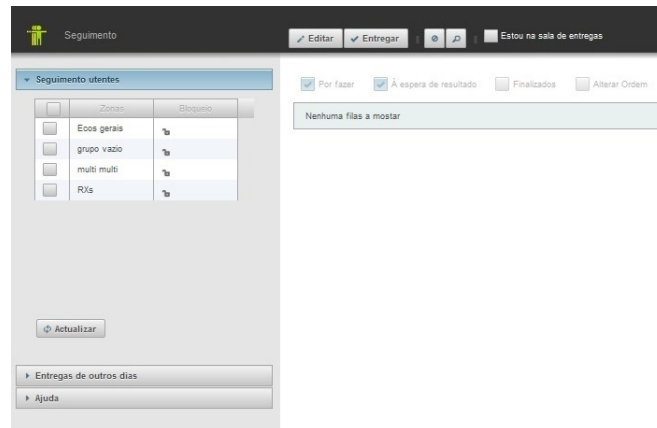 Seguimento
Editar Entregar Estou na sala de entregas
Seguimento utentes
Por fazer À espera de resultado Finalizados Alterar Ordem
Zonas Bloqueio
Nenhuma filas a mostar
Ecos gerais
grupo vazio
multi multi
RXs
Actualizar
Entregas de outros dias
Ajuda